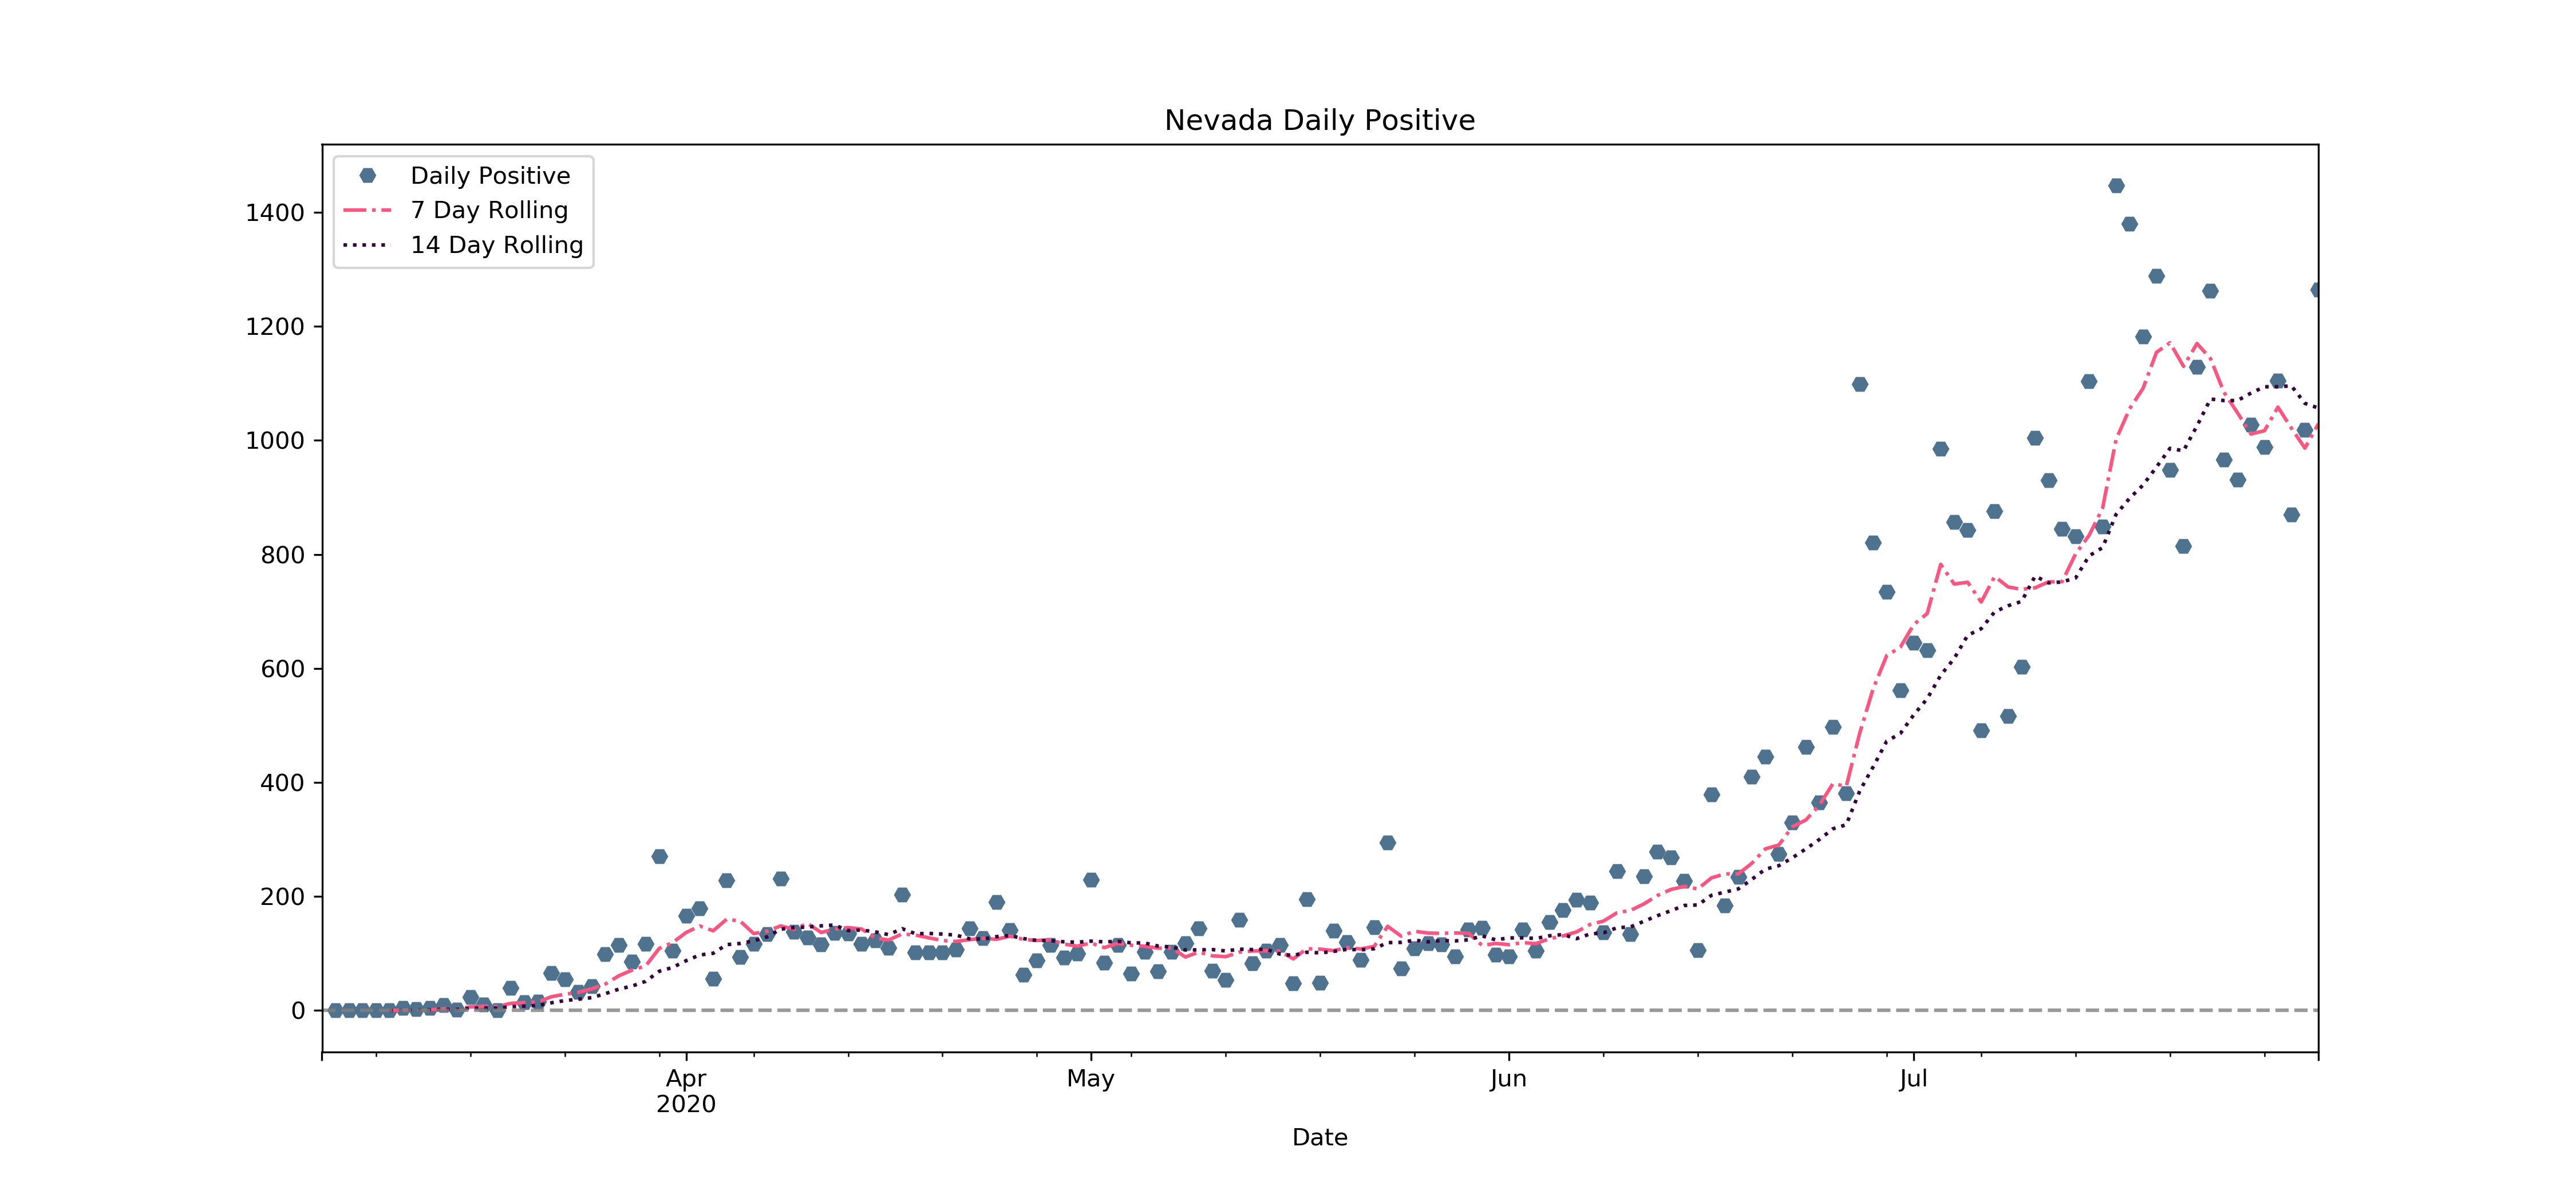 Nevada Daily Positive
Daily Positive
7 Day Rolling
14 Day Rolling
1400
1200
1000
800
600
400
200
0
Apr May Jun Jul
2020
Date